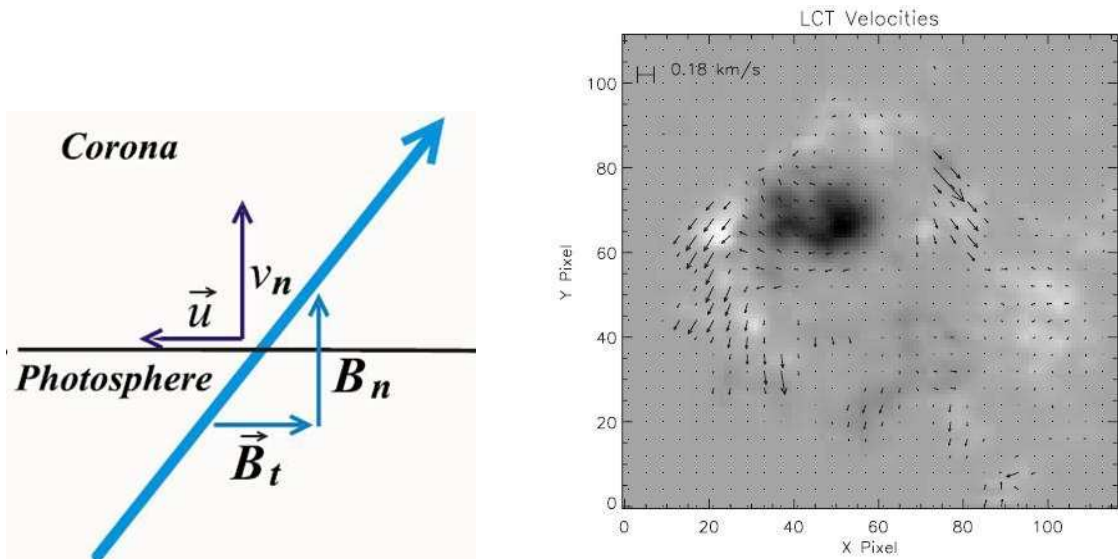 Corona
v_n
u⃗
Photosphere
B_n
B⃗_t
LCT Velocities
0.18 km/s
Y Pixel
100
80
60
40
20
0
0 20 40 60 80 100
X Pixel